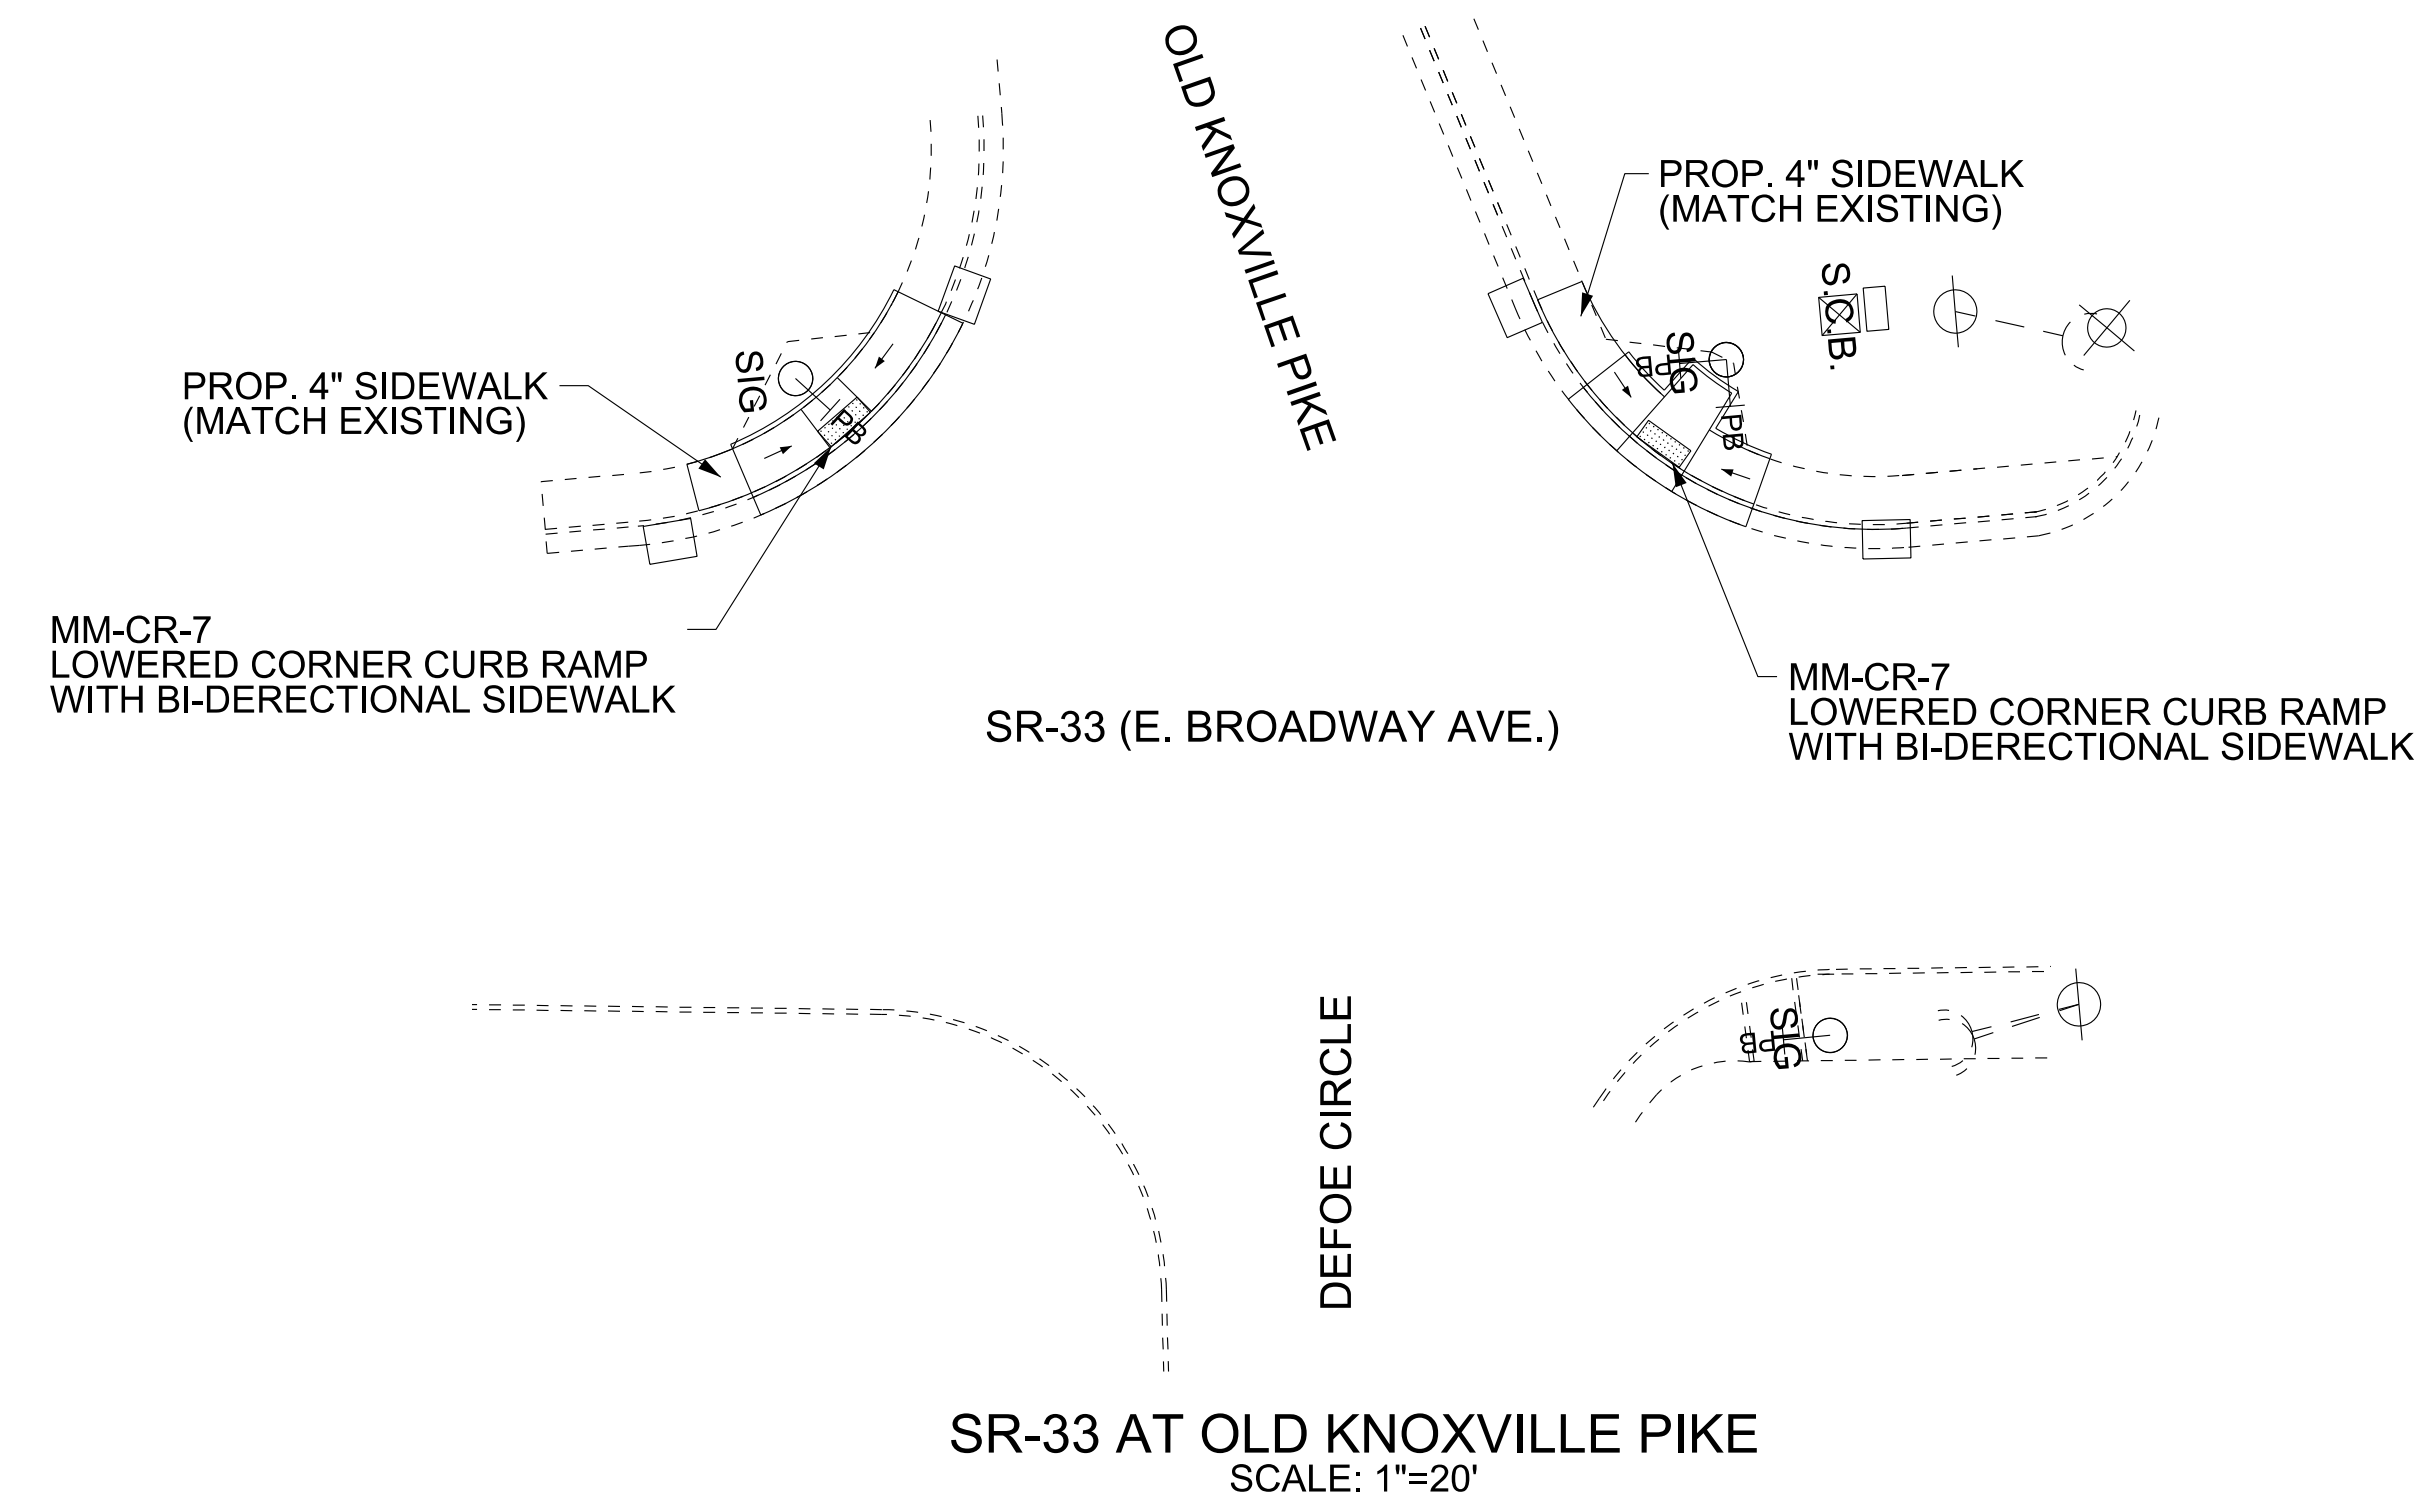 OLD KNOXVILLE PIKE
PROP. 4" SIDEWALK
(MATCH EXISTING)
S.C.B.
SIG
PB
PB
SIG
PB
PROP. 4" SIDEWALK
(MATCH EXISTING)
MM-CR-7
LOWERED CORNER CURB RAMP
WITH BI-DERECTIONAL SIDEWALK
MM-CR-7
LOWERED CORNER CURB RAMP
WITH BI-DERECTIONAL SIDEWALK
SR-33 (E. BROADWAY AVE.)
DEFOE CIRCLE
SIG
PB
SR-33 AT OLD KNOXVILLE PIKE
SCALE: 1"=20'